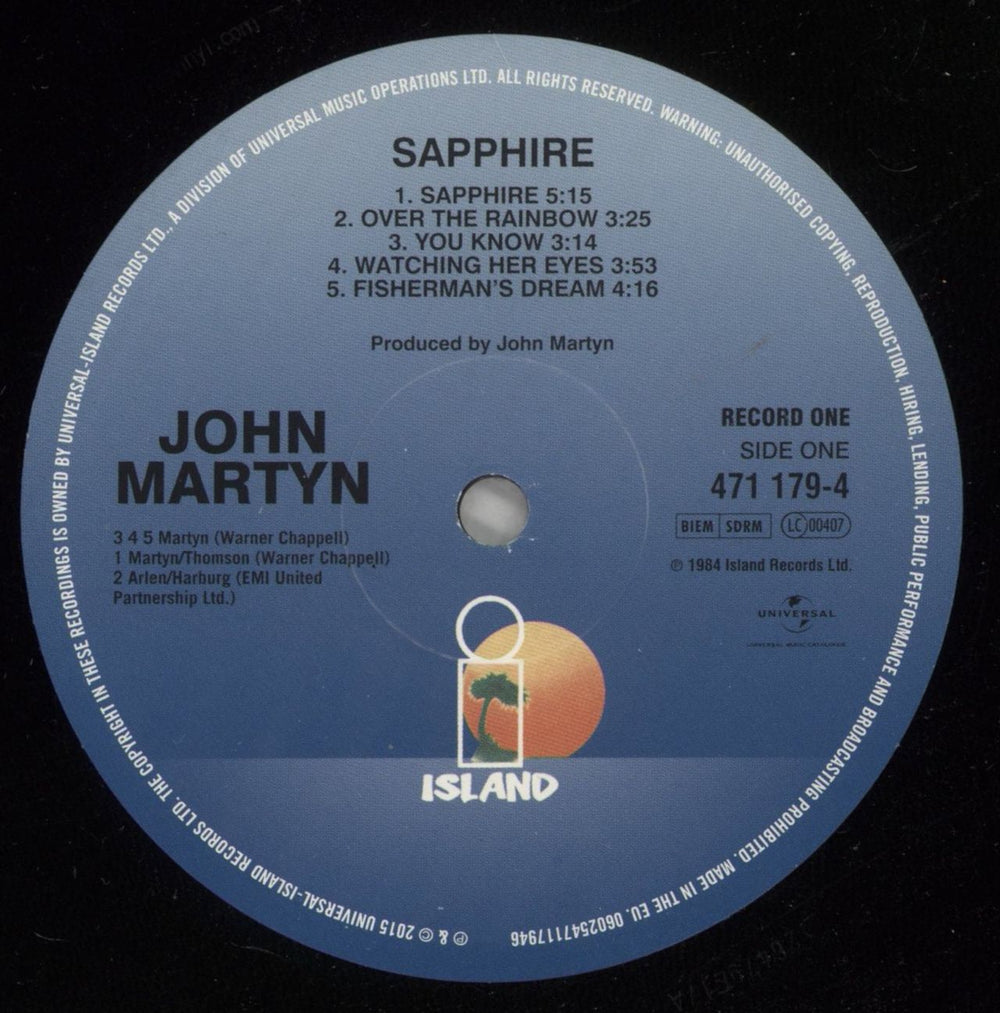 SAPPHIRE
1. SAPPHIRE 5:15
2. OVER THE RAINBOW 3:25
3. YOU KNOW 3:14
4. WATCHING HER EYES 3:53
5. FISHERMAN'S DREAM 4:16
Produced by John Martyn
JOHN
MARTYN
3 4 5 Martyn (Warner Chappell)
1 Martyn/Thomson (Warner Chappell)
2 Arlen/Harburg (EMI United
Partnership Ltd.)
RECORD ONE
SIDE ONE
471 179-4
BIEM SDRM LC 00407
℗ 1984 Island Records Ltd.
UNIVERSAL
UNIVERSAL MUSIC CATALOGUE
ISLAND
℗ & © 2015 UNIVERSAL-ISLAND RECORDS LTD. THE COPYRIGHT IN THESE RECORDINGS IS OWNED BY UNIVERSAL-ISLAND RECORDS LTD., A DIVISION OF UNIVERSAL MUSIC OPERATIONS LTD. ALL RIGHTS RESERVED. WARNING: UNAUTHORISED COPYING, REPRODUCTION, HIRING, LENDING, PUBLIC PERFORMANCE AND BROADCASTING PROHIBITED. MADE IN THE EU. 0602547117946